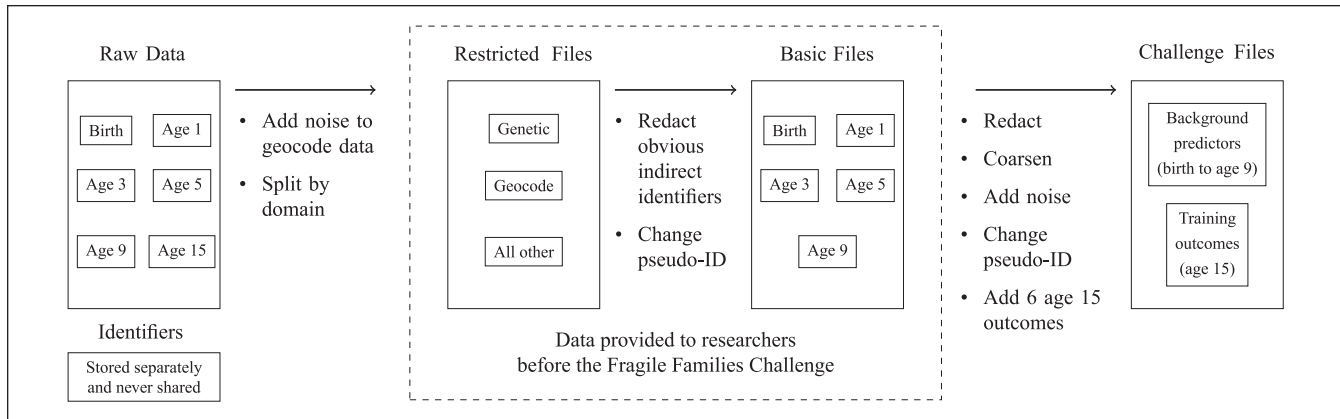 Raw Data
Birth
Age 1
Age 3
Age 5
Age 9
Age 15
Identifiers
Stored separately
and never shared
• Add noise to
geocode data
• Split by
domain
Restricted Files
Genetic
Geocode
All other
• Redact
obvious
indirect
identifiers
• Change
pseudo-ID
Basic Files
Birth
Age 1
Age 3
Age 5
Age 9
Data provided to researchers
before the Fragile Families Challenge
• Redact
• Coarsen
• Add noise
• Change
pseudo-ID
• Add 6 age 15
outcomes
Challenge Files
Background
predictors
(birth to age 9)
Training
outcomes
(age 15)